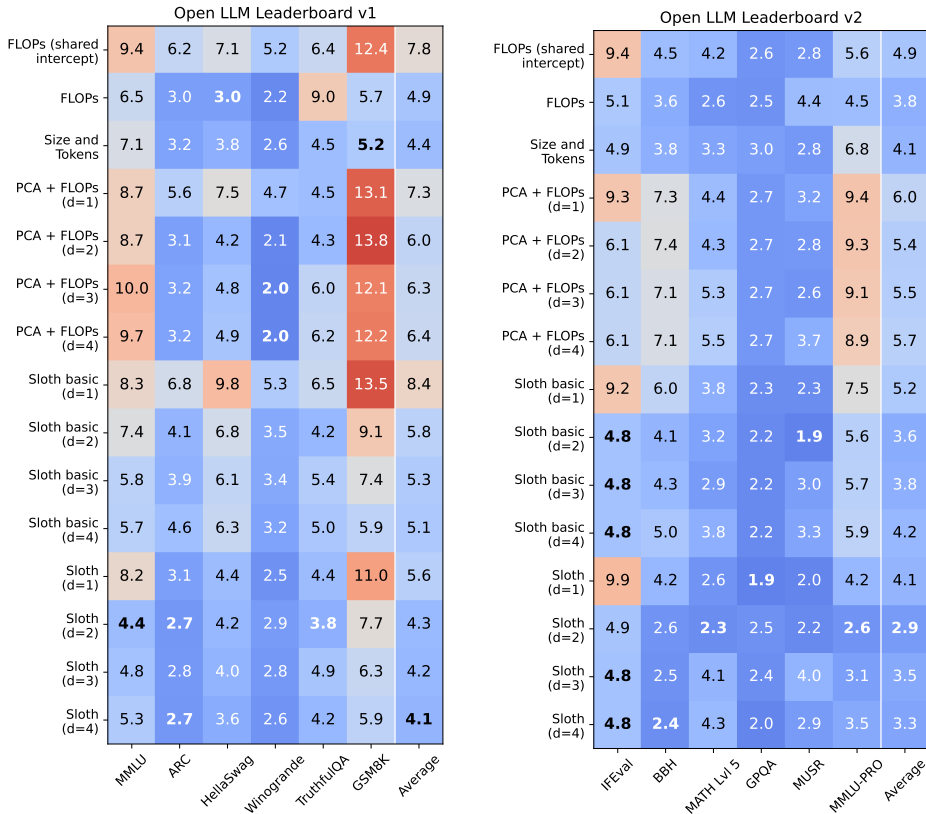 Open LLM Leaderboard v1
FLOPs (shared
intercept)
9.4 6.2 7.1 5.2 6.4 12.4 7.8
FLOPs
6.5 3.0 3.0 2.2 9.0 5.7 4.9
Size and
Tokens
7.1 3.2 3.8 2.6 4.5 5.2 4.4
PCA + FLOPs
(d=1)
8.7 5.6 7.5 4.7 4.5 13.1 7.3
PCA + FLOPs
(d=2)
8.7 3.1 4.2 2.1 4.3 13.8 6.0
PCA + FLOPs
(d=3)
10.0 3.2 4.8 2.0 6.0 12.1 6.3
PCA + FLOPs
(d=4)
9.7 3.2 4.9 2.0 6.2 12.2 6.4
Sloth basic
(d=1)
8.3 6.8 9.8 5.3 6.5 13.5 8.4
Sloth basic
(d=2)
7.4 4.1 6.8 3.5 4.2 9.1 5.8
Sloth basic
(d=3)
5.8 3.9 6.1 3.4 5.4 7.4 5.3
Sloth basic
(d=4)
5.7 4.6 6.3 3.2 5.0 5.9 5.1
Sloth
(d=1)
8.2 3.1 4.4 2.5 4.4 11.0 5.6
Sloth
(d=2)
4.4 2.7 4.2 2.9 3.8 7.7 4.3
Sloth
(d=3)
4.8 2.8 4.0 2.8 4.9 6.3 4.2
Sloth
(d=4)
5.3 2.7 3.6 2.6 4.2 5.9 4.1
MMLU ARC HellaSwag Winogrande TruthfulQA GSM8K Average
Open LLM Leaderboard v2
FLOPs (shared
intercept)
9.4 4.5 4.2 2.6 2.8 5.6 4.9
FLOPs
5.1 3.6 2.6 2.5 4.4 4.5 3.8
Size and
Tokens
4.9 3.8 3.3 3.0 2.8 6.8 4.1
PCA + FLOPs
(d=1)
9.3 7.3 4.4 2.7 3.2 9.4 6.0
PCA + FLOPs
(d=2)
6.1 7.4 4.3 2.7 2.8 9.3 5.4
PCA + FLOPs
(d=3)
6.1 7.1 5.3 2.7 2.6 9.1 5.5
PCA + FLOPs
(d=4)
6.1 7.1 5.5 2.7 3.7 8.9 5.7
Sloth basic
(d=1)
9.2 6.0 3.8 2.3 2.3 7.5 5.2
Sloth basic
(d=2)
4.8 4.1 3.2 2.2 1.9 5.6 3.6
Sloth basic
(d=3)
4.8 4.3 2.9 2.2 3.0 5.7 3.8
Sloth basic
(d=4)
4.8 5.0 3.8 2.2 3.3 5.9 4.2
Sloth
(d=1)
9.9 4.2 2.6 1.9 2.0 4.2 4.1
Sloth
(d=2)
4.9 2.6 2.3 2.5 2.2 2.6 2.9
Sloth
(d=3)
4.8 2.5 4.1 2.4 4.0 3.1 3.5
Sloth
(d=4)
4.8 2.4 4.3 2.0 2.9 3.5 3.3
IFEval BBH MATH Lvl 5 GPQA MUSR MMLU-PRO Average